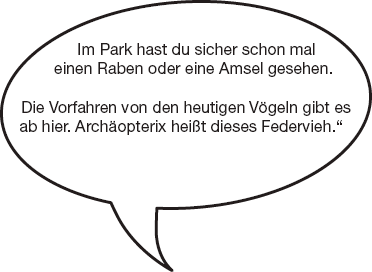 Im Park hast du sicher schon mal
einen Raben oder eine Amsel gesehen.
Die Vorfahren von den heutigen Vögeln gibt es
ab hier. Archäopterix heißt dieses Federvieh.“